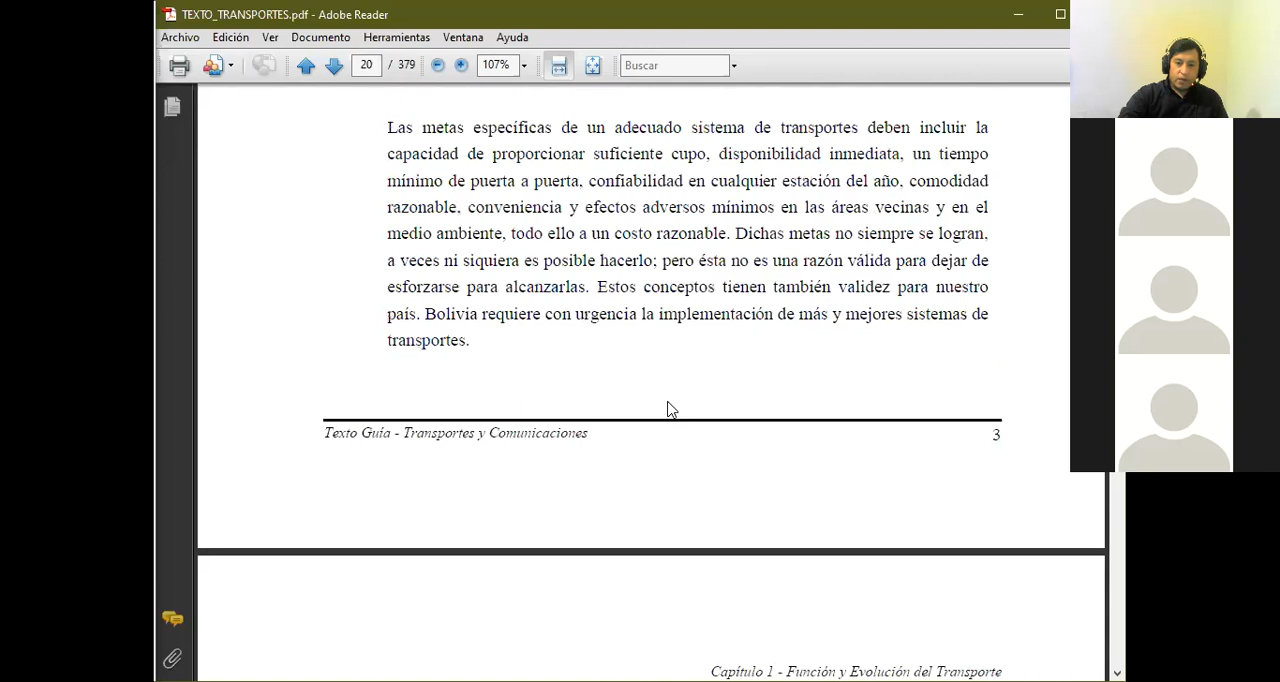 TEXTO_TRANSPORTES.pdf - Adobe Reader
Archivo Edición Ver Documento Herramientas Ventana Ayuda
20 / 379 107% Buscar
Las metas específicas de un adecuado sistema de transportes deben incluir la
capacidad de proporcionar suficiente cupo, disponibilidad inmediata, un tiempo
mínimo de puerta a puerta, confiabilidad en cualquier estación del año, comodidad
razonable, conveniencia y efectos adversos mínimos en las áreas vecinas y en el
medio ambiente, todo ello a un costo razonable. Dichas metas no siempre se logran,
a veces ni siquiera es posible hacerlo; pero ésta no es una razón válida para dejar de
esforzarse para alcanzarlas. Estos conceptos tienen también validez para nuestro
país. Bolivia requiere con urgencia la implementación de más y mejores sistemas de
transportes.
Texto Guía - Transportes y Comunicaciones 3
Capítulo 1 - Función y Evolución del Transporte